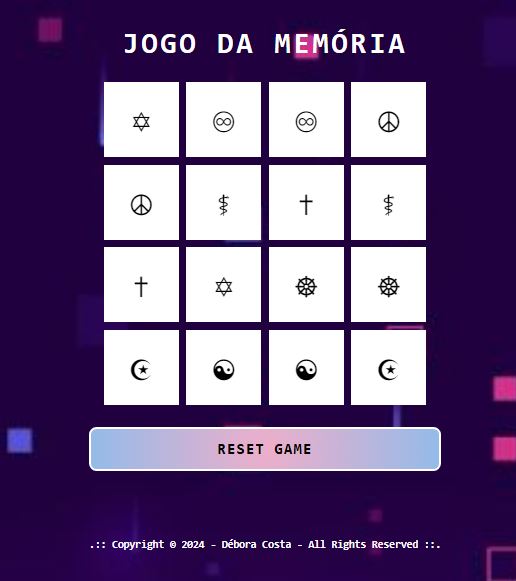 JOGO DA MEMÓRIA
✡ ♾ ♾ ☮
☮ ⚕ † ⚕
† ✡ ☸ ☸
☪ ☯ ☯ ☪
RESET GAME
.:: Copyright © 2024 - Débora Costa - All Rights Reserved ::.